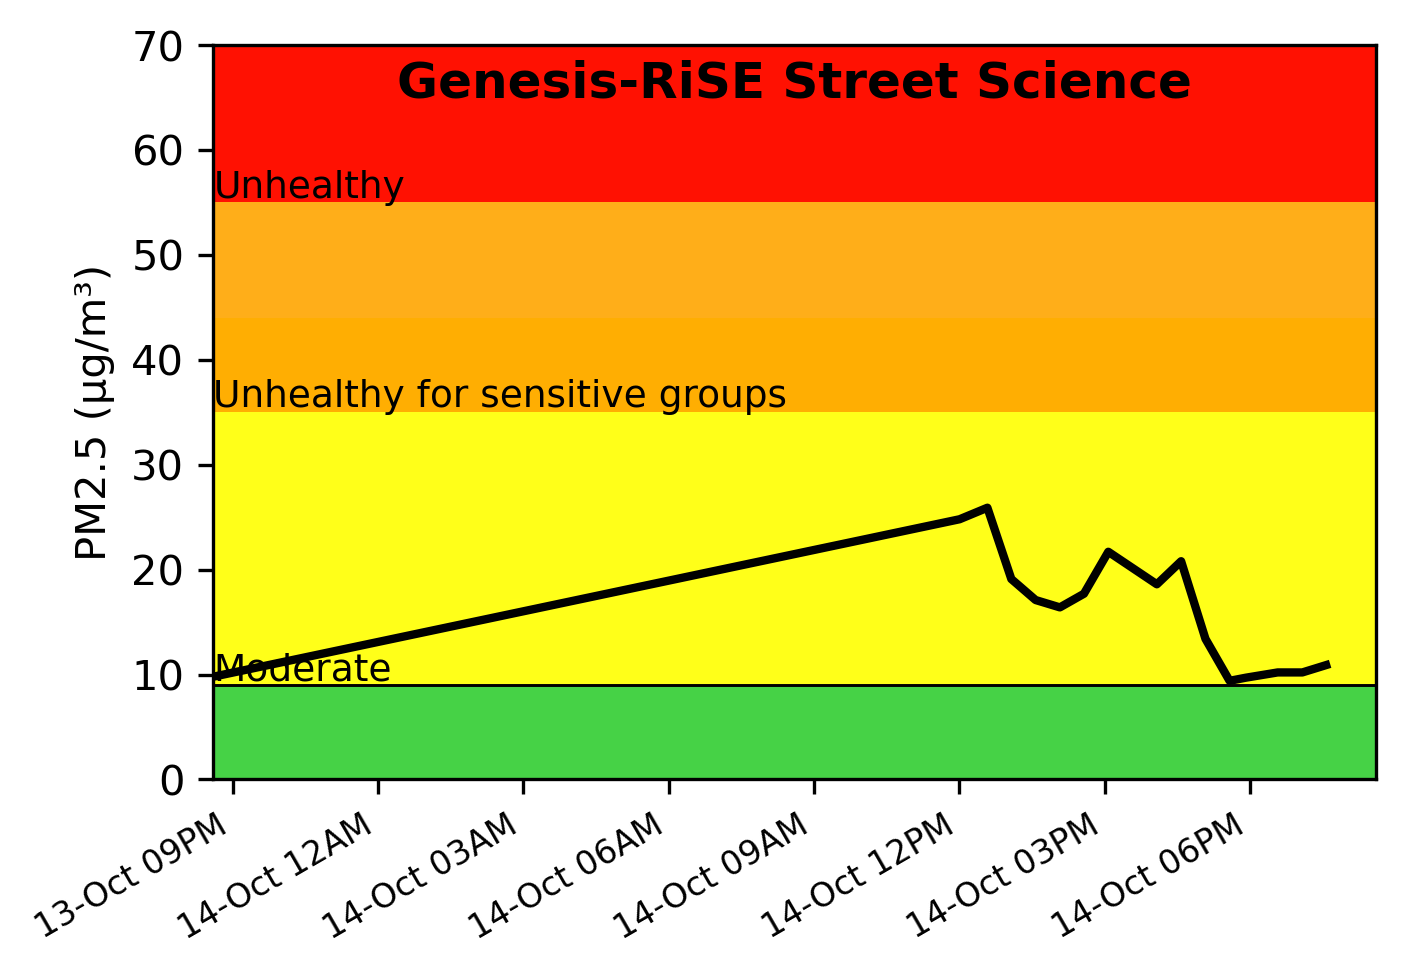 Genesis-RiSE Street Science
70
60
50
40
30
20
10
0
PM2.5 (µg/m³)
Unhealthy
Unhealthy for sensitive groups
Moderate
13-Oct 09PM
14-Oct 12AM
14-Oct 03AM
14-Oct 06AM
14-Oct 09AM
14-Oct 12PM
14-Oct 03PM
14-Oct 06PM